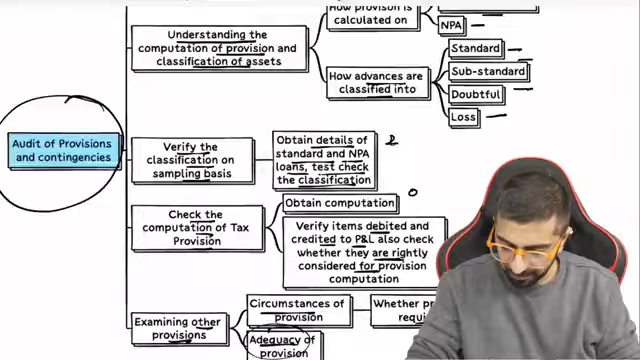 How provison is
calculated on
NPA
Understanding the
computation of provision and
classification of assets
How advances are
classified into
Standard
Sub-standard
Doubtful
Loss
Audit of Provisions
and contingencies
Verify the
classification on
sampling basis
Obtain details of
standard and NPA
loans, test check
the classification
2
Check the
computation of Tax
Provision
Obtain computation
Verify items debited and
credited to P&L also check
whether they are rightly
considered for provision
computation
Examining other
provisions
Circumstances of
provision
Whether
Adequacy of
provision